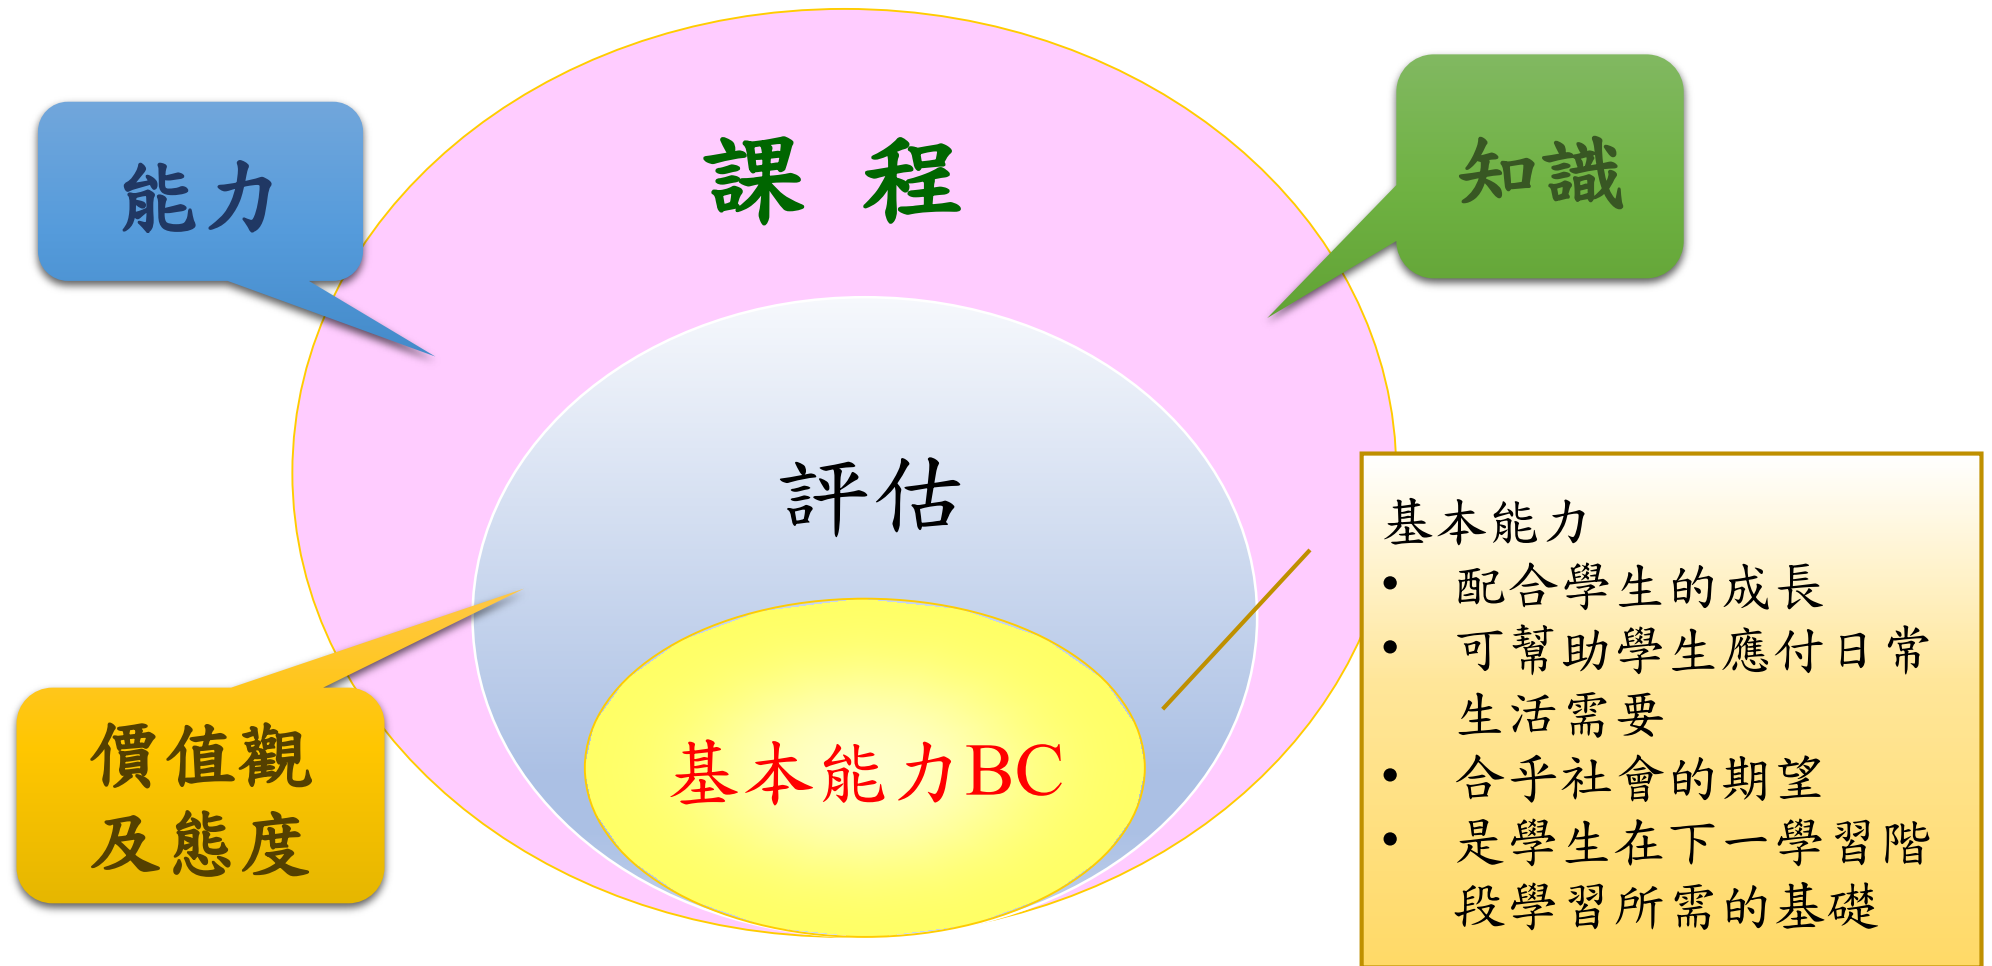 課 程
能力
知識
評估
基本能力BC
價值觀
及態度
基本能力
• 配合學生的成長
• 可幫助學生應付日常
生活需要
• 合乎社會的期望
• 是學生在下一學習階
段學習所需的基礎